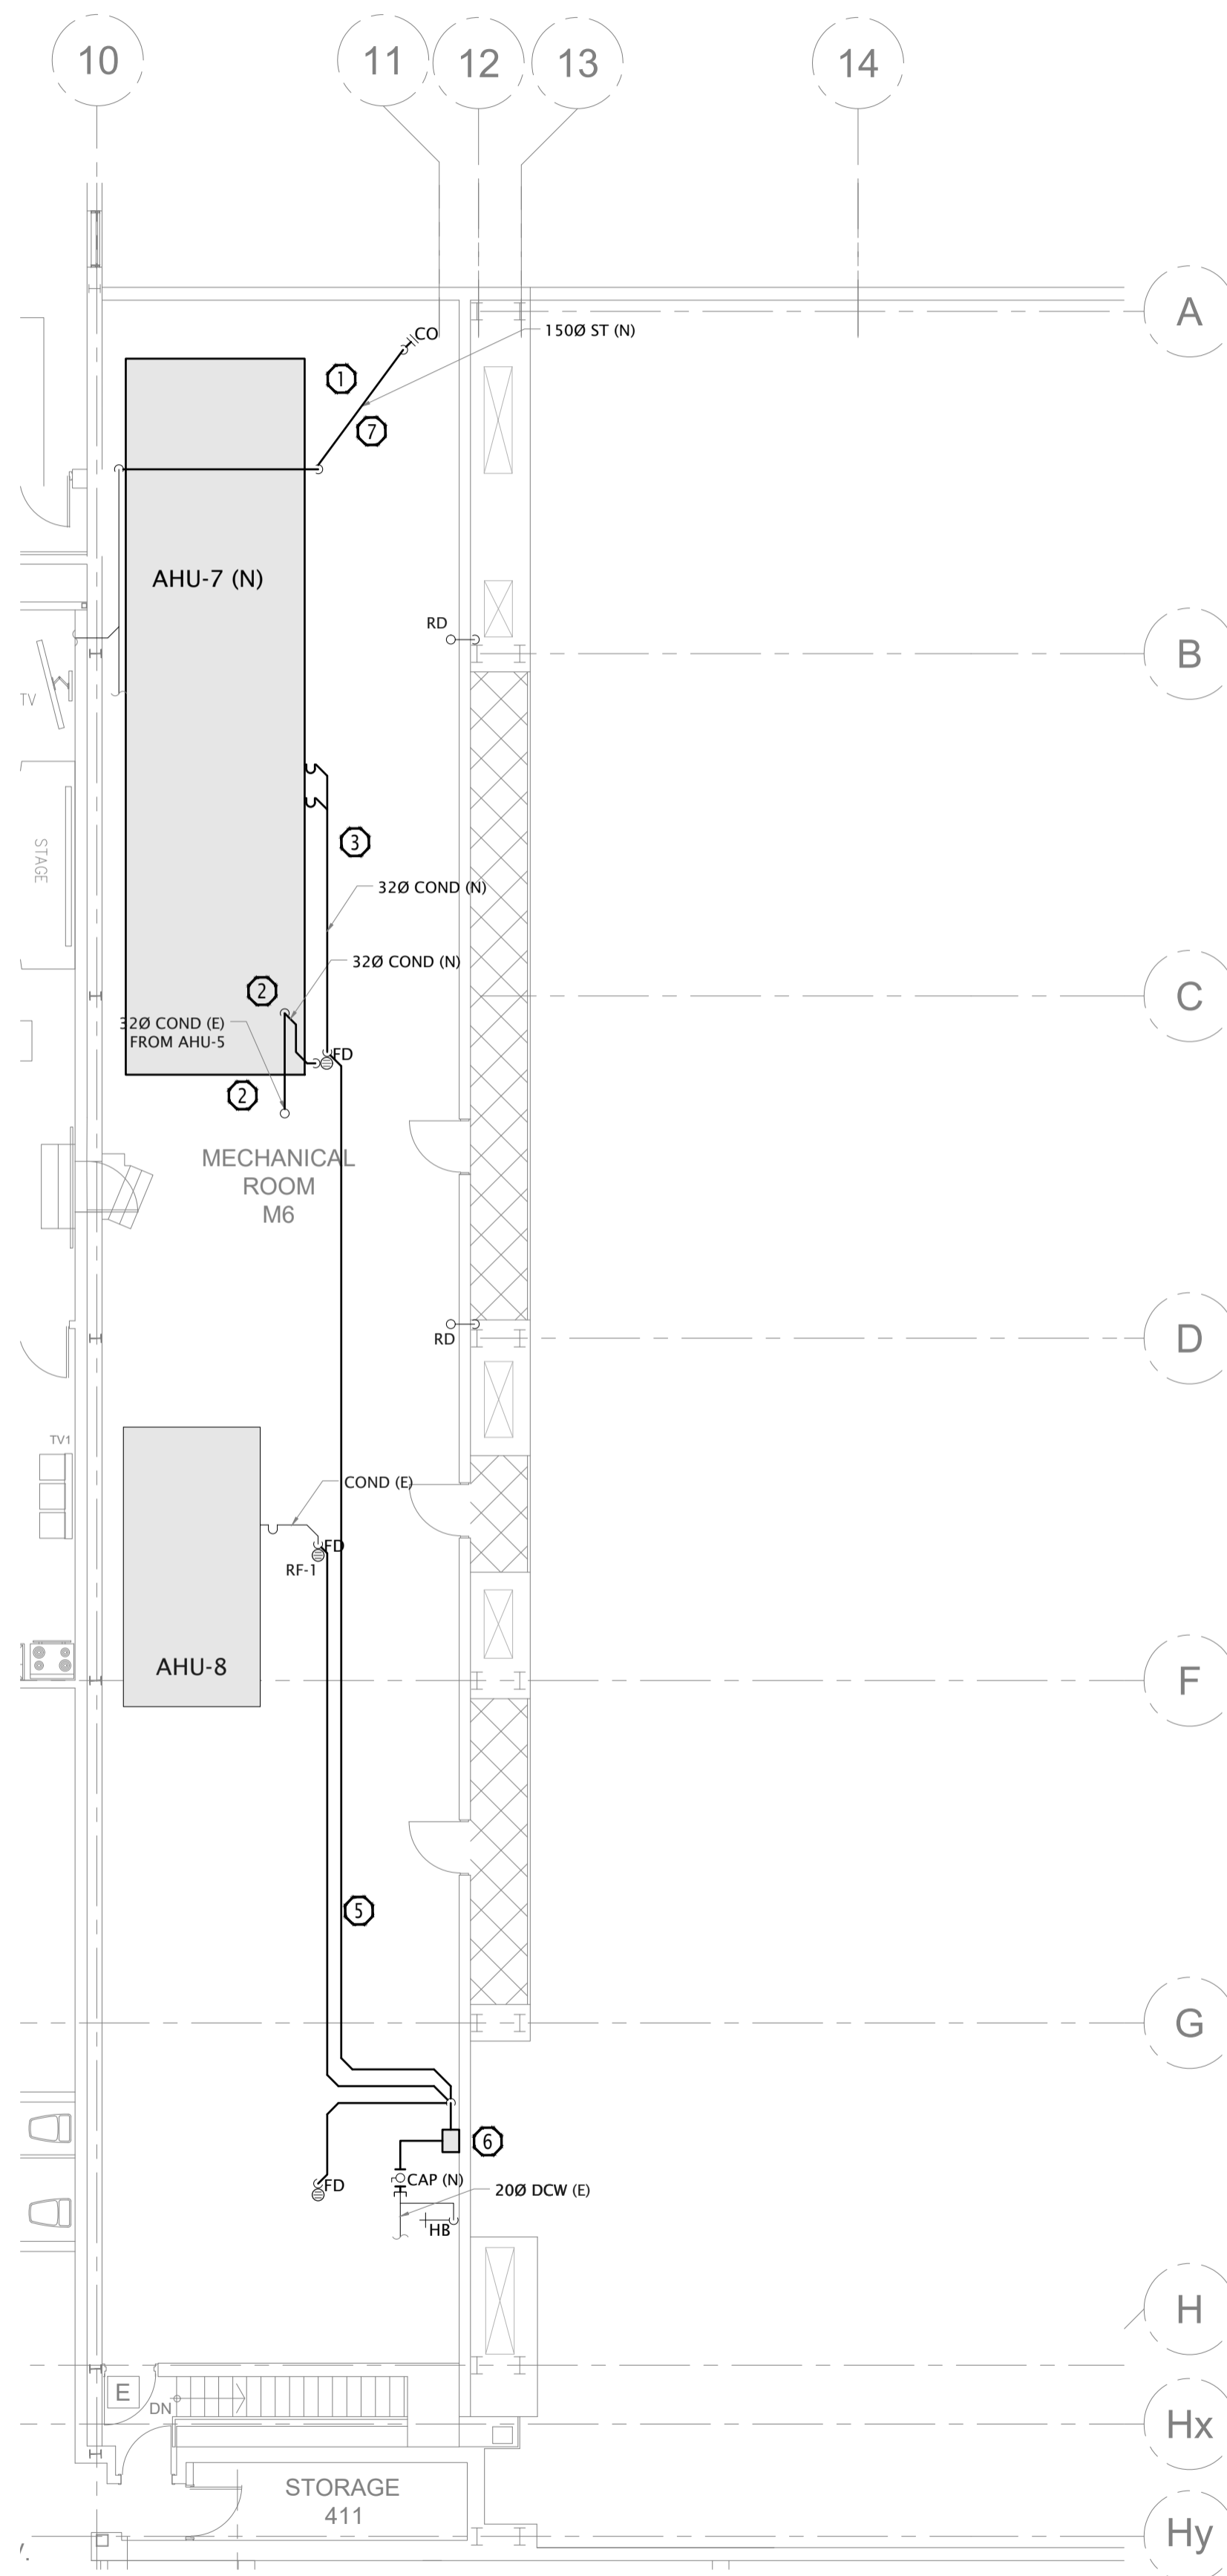 10
11
12
13
14
A
CO
150Ø ST (N)
1
7
AHU-7 (N)
RD
B
TV
STAGE
3
32Ø COND (N)
32Ø COND (N)
2
C
32Ø COND (E)
FROM AHU-5
FD
2
MECHANICAL
ROOM
M6
D
RD
TV1
COND (E)
FD
RF-1
AHU-8
F
5
G
6
CAP (N)
FD
20Ø DCW (E)
HB
H
E
DN
Hx
STORAGE
411
Hy